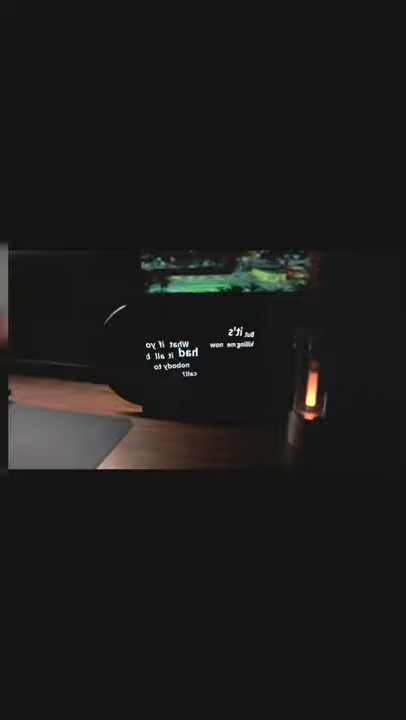 What if yo
had it all b
nobody to
call?
But it's
killing me now